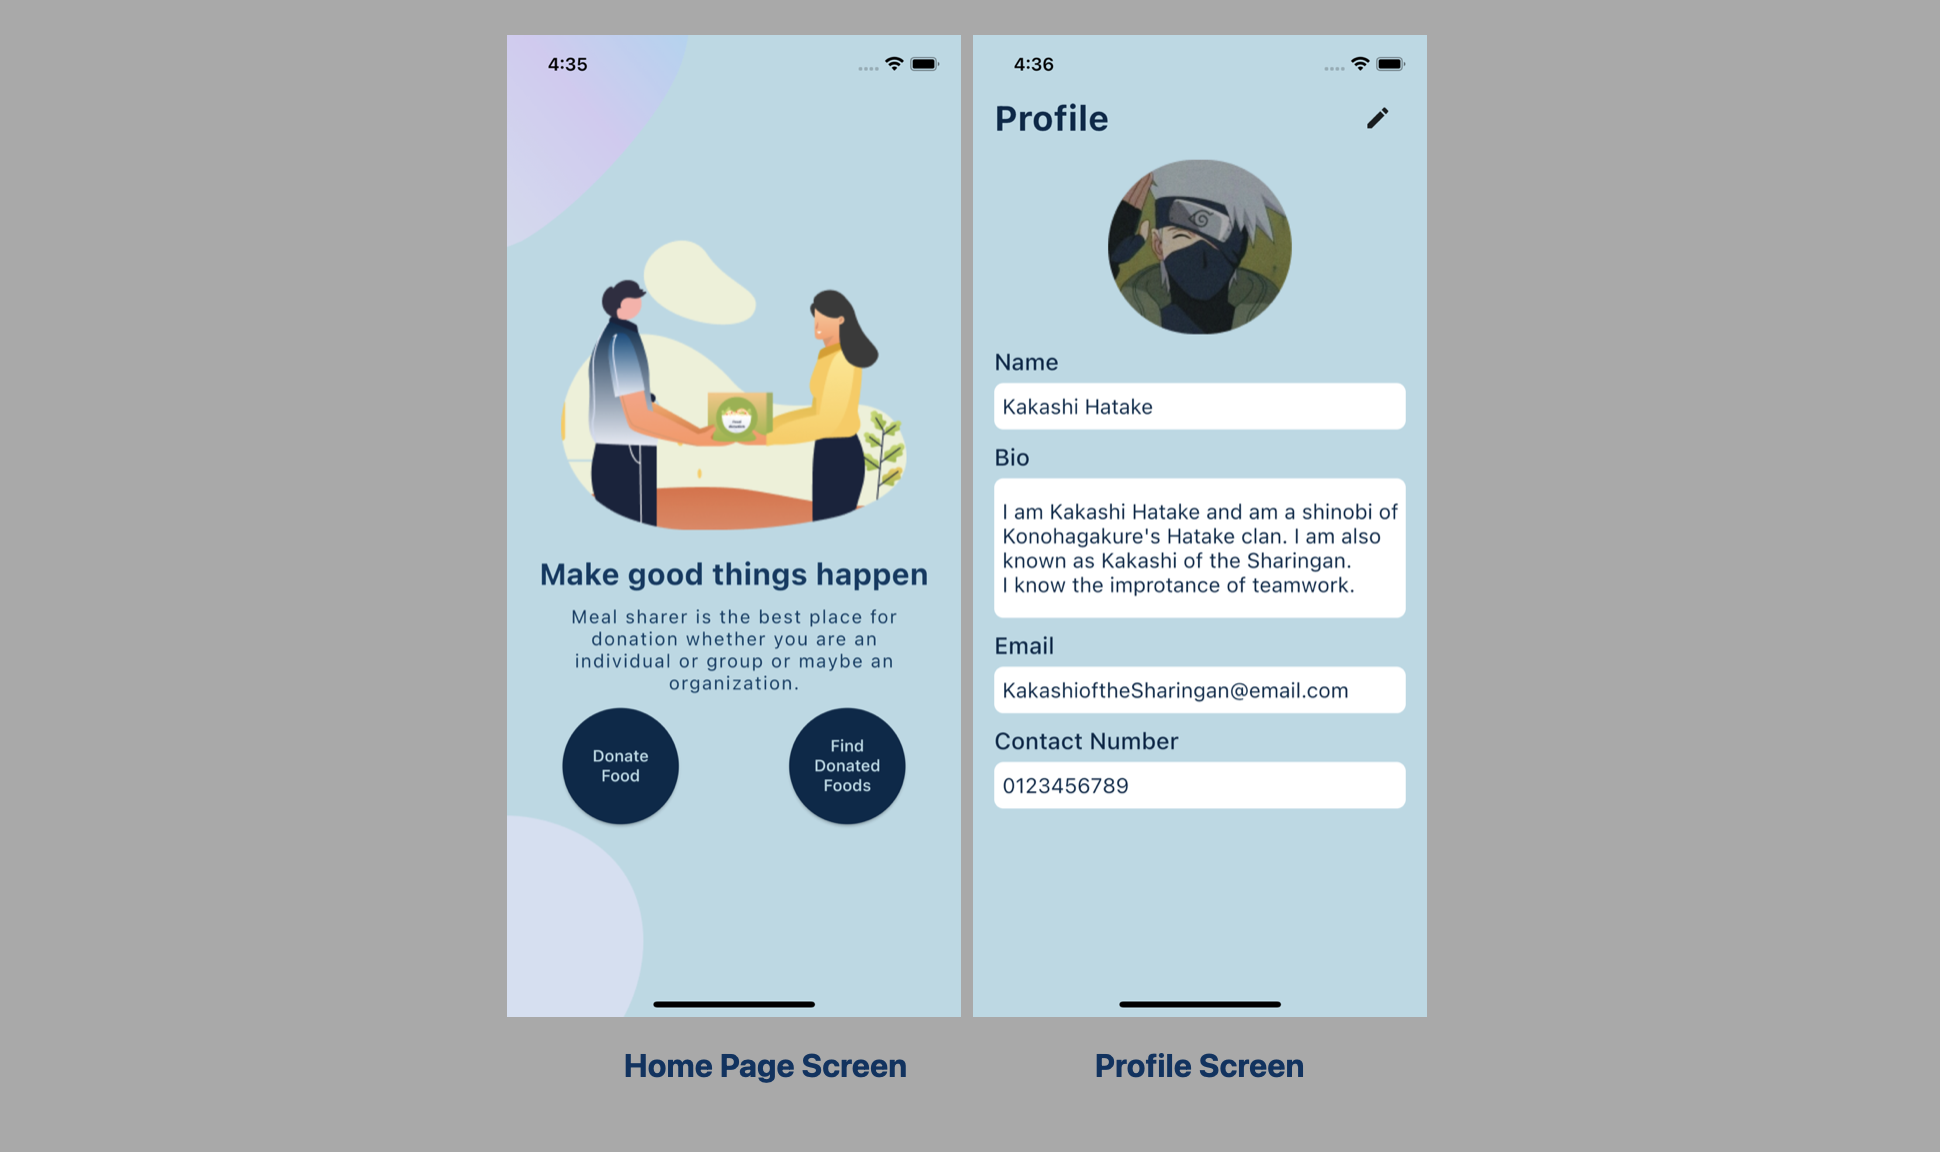 4:35
Make good things happen
Meal sharer is the best place for
donation whether you are an
individual or group or maybe an
organization.
Donate
Food
Find
Donated
Foods
Home Page Screen
4:36
Profile
Name
Kakashi Hatake
Bio
I am Kakashi Hatake and am a shinobi of
Konohagakure's Hatake clan. I am also
known as Kakashi of the Sharingan.
I know the improtance of teamwork.
Email
KakashioftheSharingan@email.com
Contact Number
0123456789
Profile Screen